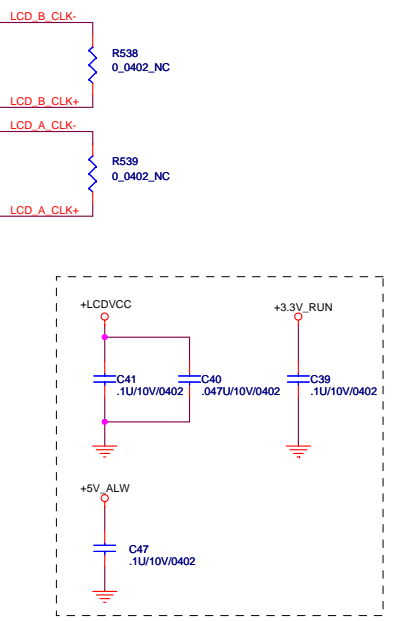 LCD_B_CLK-
R538
0_0402_NC
LCD_B_CLK+
LCD_A_CLK-
R539
0_0402_NC
LCD_A_CLK+
+LCDVCC
+3.3V_RUN
C41
.1U/10V/0402
C40
.047U/10V/0402
C39
.1U/10V/0402
+5V_ALW
C47
.1U/10V/0402